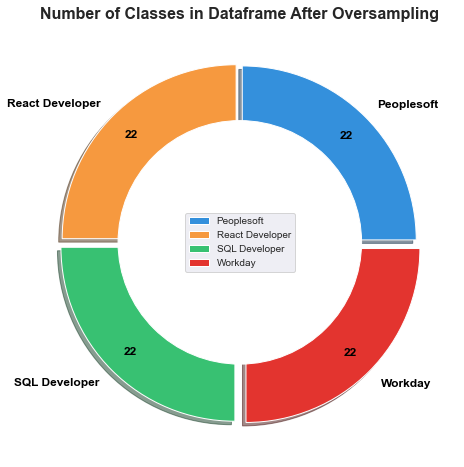 Number of Classes in Dataframe After Oversampling
React Developer
Peoplesoft
22
22
Peoplesoft
React Developer
SQL Developer
Workday
22
22
SQL Developer
Workday